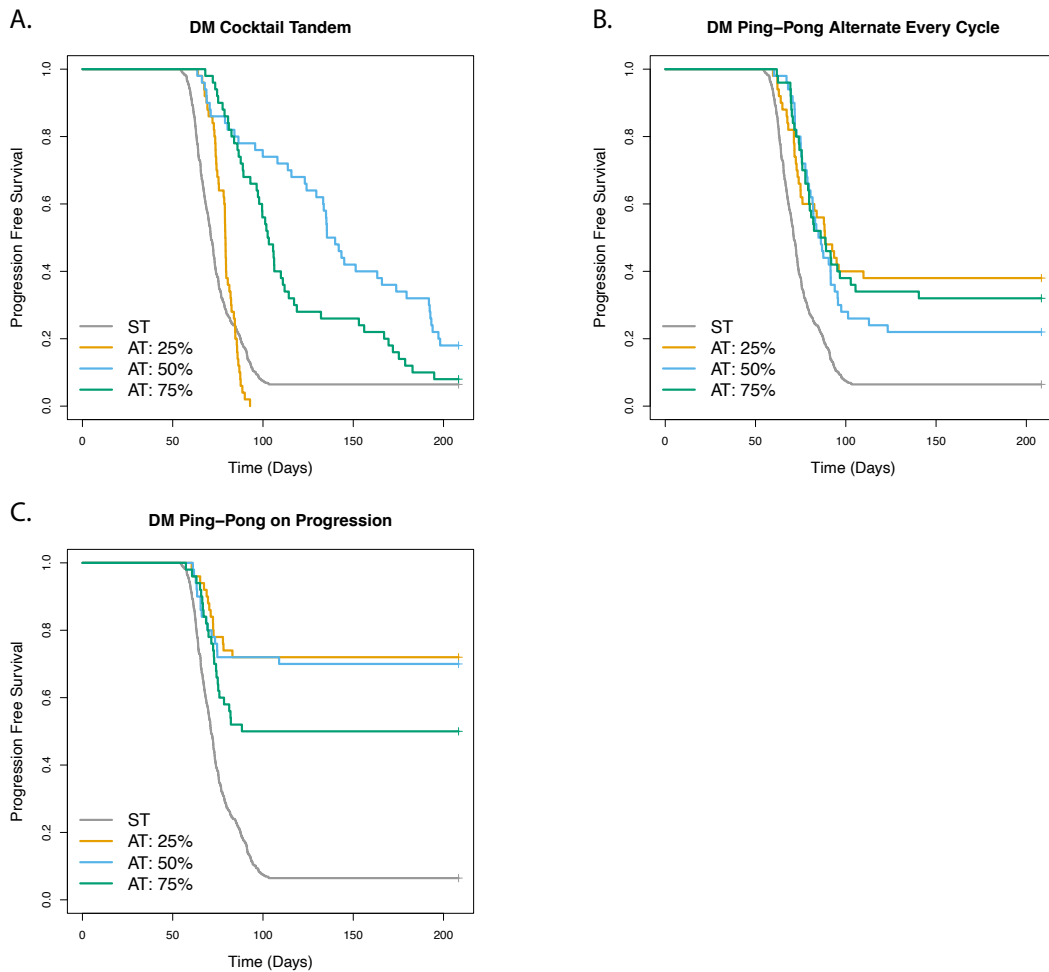 A.
DM Cocktail Tandem
Progression Free Survival
1.0
0.8
0.6
0.4
0.2
0.0
ST
AT: 25%
AT: 50%
AT: 75%
0 50 100 150 200
Time (Days)
B.
DM Ping–Pong Alternate Every Cycle
Progression Free Survival
1.0
0.8
0.6
0.4
0.2
0.0
ST
AT: 25%
AT: 50%
AT: 75%
0 50 100 150 200
Time (Days)
C.
DM Ping–Pong on Progression
Progression Free Survival
1.0
0.8
0.6
0.4
0.2
0.0
ST
AT: 25%
AT: 50%
AT: 75%
0 50 100 150 200
Time (Days)